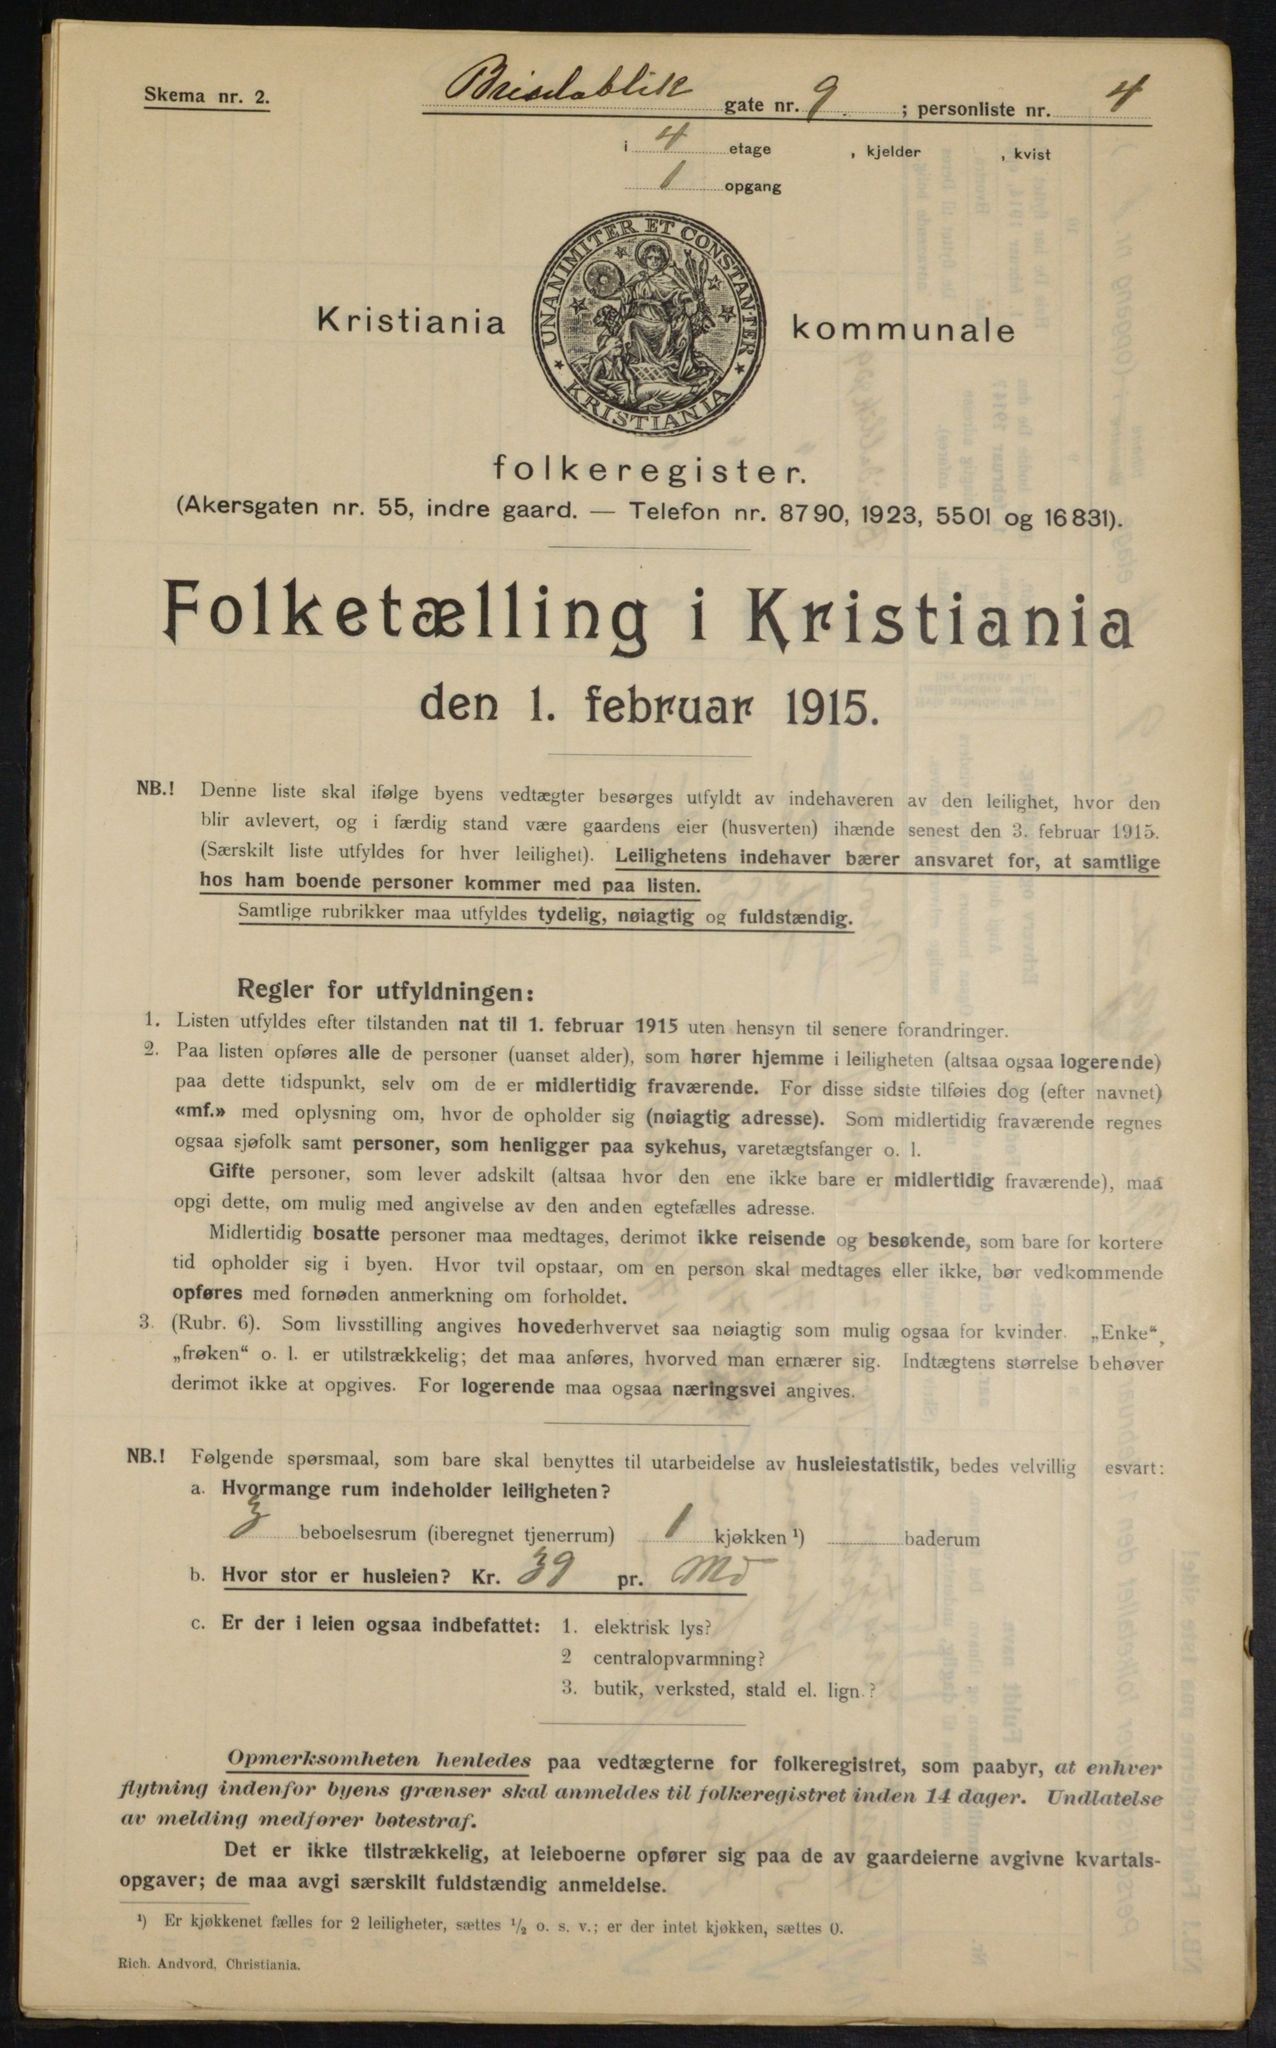 Skema nr. 2.
Breidablik gate nr. 9 ; personliste nr. 4
i 4 etage , kjelder , kvist
1 opgang
UNANIMITER ET CONSTANTER
KRISTIANIA
Kristiania kommunale
folkeregister.
(Akersgaten nr. 55, indre gaard. — Telefon nr. 8790, 1923, 5501 og 16831).
Folketælling i Kristiania
den 1. februar 1915.
NB.! Denne liste skal ifølge byens vedtægter besørges utfyldt av indehaveren av den leilighet, hvor den
blir avlevert, og i færdig stand være gaardens eier (husverten) ihænde senest den 3. februar 1915.
(Særskilt liste utfyldes for hver leilighet). Leilighetens indehaver bærer ansvaret for, at samtlige
hos ham boende personer kommer med paa listen.
Samtlige rubrikker maa utfyldes tydelig, nøiagtig og fuldstændig.
Regler for utfyldningen:
1. Listen utfyldes efter tilstanden nat til 1. februar 1915 uten hensyn til senere forandringer.
2. Paa listen opføres alle de personer (uanset alder), som hører hjemme i leiligheten (altsaa ogsaa logerende)
paa dette tidspunkt, selv om de er midlertidig fraværende. For disse sidste tilføies dog (efter navnet)
«mf.» med oplysning om, hvor de opholder sig (nøiagtig adresse). Som midlertidig fraværende regnes
ogsaa sjøfolk samt personer, som henligger paa sykehus, varetægtsfanger o. l.
Gifte personer, som lever adskilt (altsaa hvor den ene ikke bare er midlertidig fraværende), maa
opgi dette, om mulig med angivelse av den anden egtefælles adresse.
Midlertidig bosatte personer maa medtages, derimot ikke reisende og besøkende, som bare for kortere
tid opholder sig i byen. Hvor tvil opstaar, om en person skal medtages eller ikke, bør vedkommende
opføres med fornøden anmerkning om forholdet.
3. (Rubr. 6). Som livsstilling angives hovederhvervet saa nøiagtig som mulig ogsaa for kvinder. „Enke“,
„frøken“ o. l. er utilstrækkelig; det maa anføres, hvorved man ernærer sig. Indtægtens størrelse behøver
derimot ikke at opgives. For logerende maa ogsaa næringsvei angives.
NB.! Følgende spørsmaal, som bare skal benyttes til utarbeidelse av husleiestatistik, bedes velvillig esvart:
a. Hvormange rum indeholder leiligheten?
3 beboelsesrum (iberegnet tjenerrum) 1 kjøkken ¹) baderum
b. Hvor stor er husleien? Kr. 39 pr. Md
c. Er der i leien ogsaa indbefattet: 1. elektrisk lys?
2 centralopvarmning?
3. butik, verksted, stald el. lign.?
Opmerksomheten henledes paa vedtægterne for folkeregistret, som paabyr, at enhver
flytning indenfor byens grænser skal anmeldes til folkeregistret inden 14 dager. Undlatelse
av melding medfører bøtestraf.
Det er ikke tilstrækkelig, at leieboerne opfører sig paa de av gaardeierne avgivne kvartals-
opgaver; de maa avgi særskilt fuldstændig anmeldelse.
¹) Er kjøkkenet fælles for 2 leiligheter, sættes ½ o. s. v.; er der intet kjøkken, sættes 0.
Rich. Andvord, Christiania.